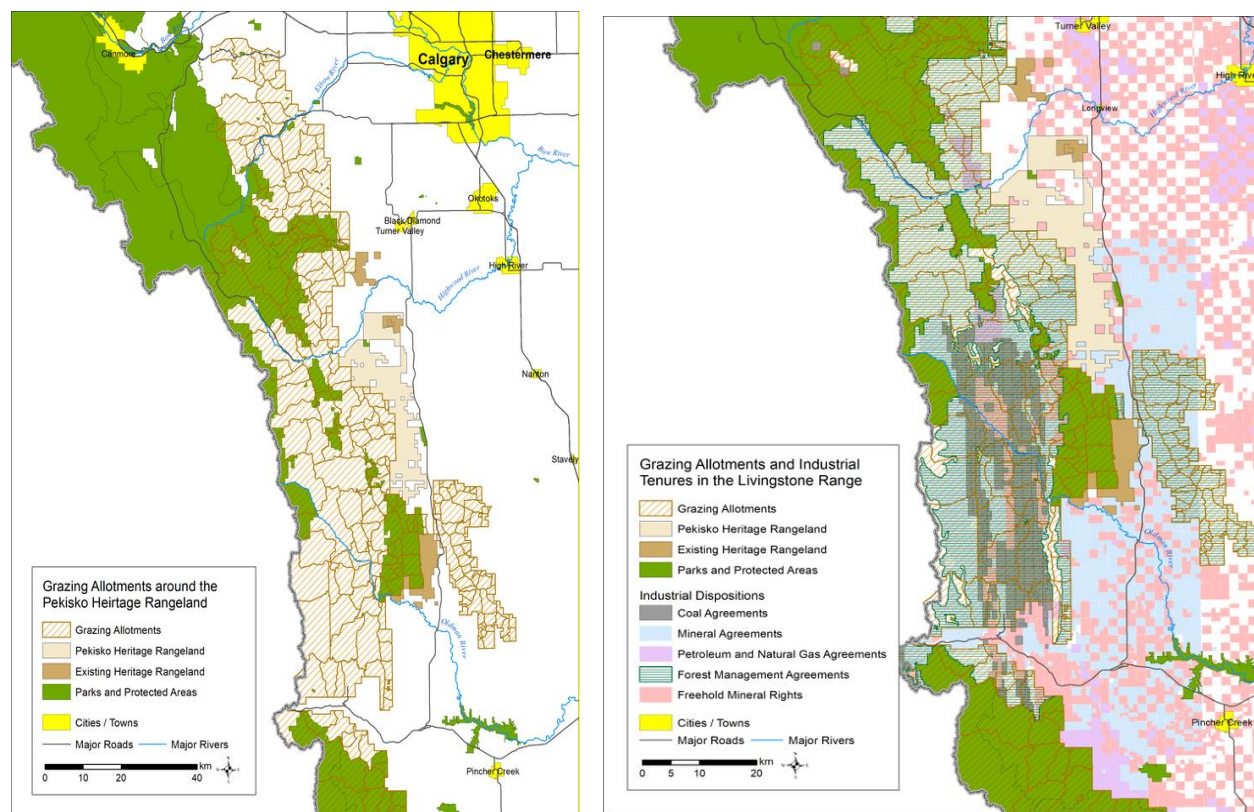 Canmore
Calgary
Chestermere
Elbow River
Bow River
Okotoks
Black Diamond
Turner Valley
High River
Highwood River
Nanton
Stavely
Oldman River
Pincher Creek
Grazing Allotments around the
Pekisko Heirtage Rangeland
Grazing Allotments
Pekisko Heritage Rangeland
Existing Heritage Rangeland
Parks and Protected Areas
Cities / Towns
Major Roads
Major Rivers
km
0 10 20 40
Turner Valley
High River
Longview
Highwood River
Oldman River
Pincher Creek
Grazing Allotments and Industrial
Tenures in the Livingstone Range
Grazing Allotments
Pekisko Heritage Rangeland
Existing Heritage Rangeland
Parks and Protected Areas
Industrial Dispositions
Coal Agreements
Mineral Agreements
Petroleum and Natural Gas Agreements
Forest Management Agreements
Freehold Mineral Rights
Cities / Towns
Major Roads
Major Rivers
km
0 5 10 20